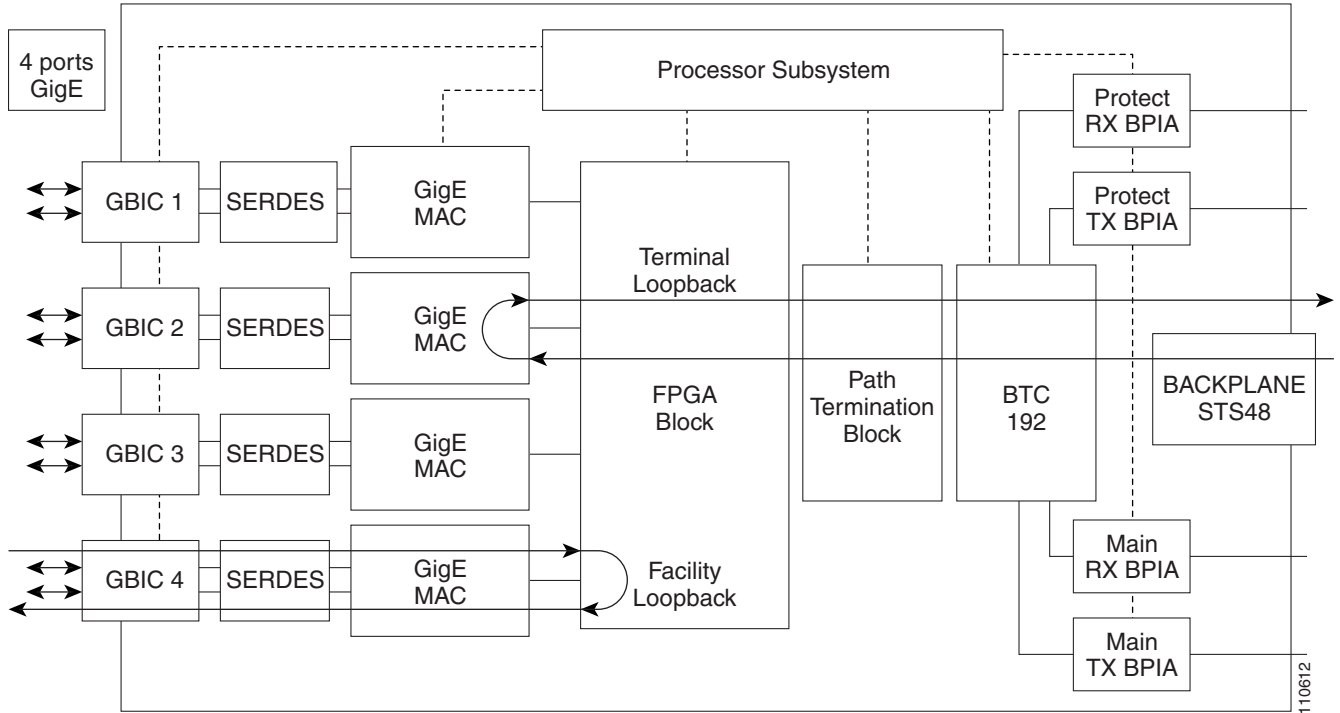 4 ports
GigE
Processor Subsystem
Protect
RX BPIA
Protect
TX BPIA
GBIC 1
SERDES
GigE
MAC
Terminal
Loopback
GBIC 2
SERDES
GigE
MAC
FPGA
Block
Path
Termination
Block
BTC
192
BACKPLANE
STS48
GBIC 3
SERDES
GigE
MAC
GBIC 4
SERDES
GigE
MAC
Facility
Loopback
Main
RX BPIA
Main
TX BPIA
110612